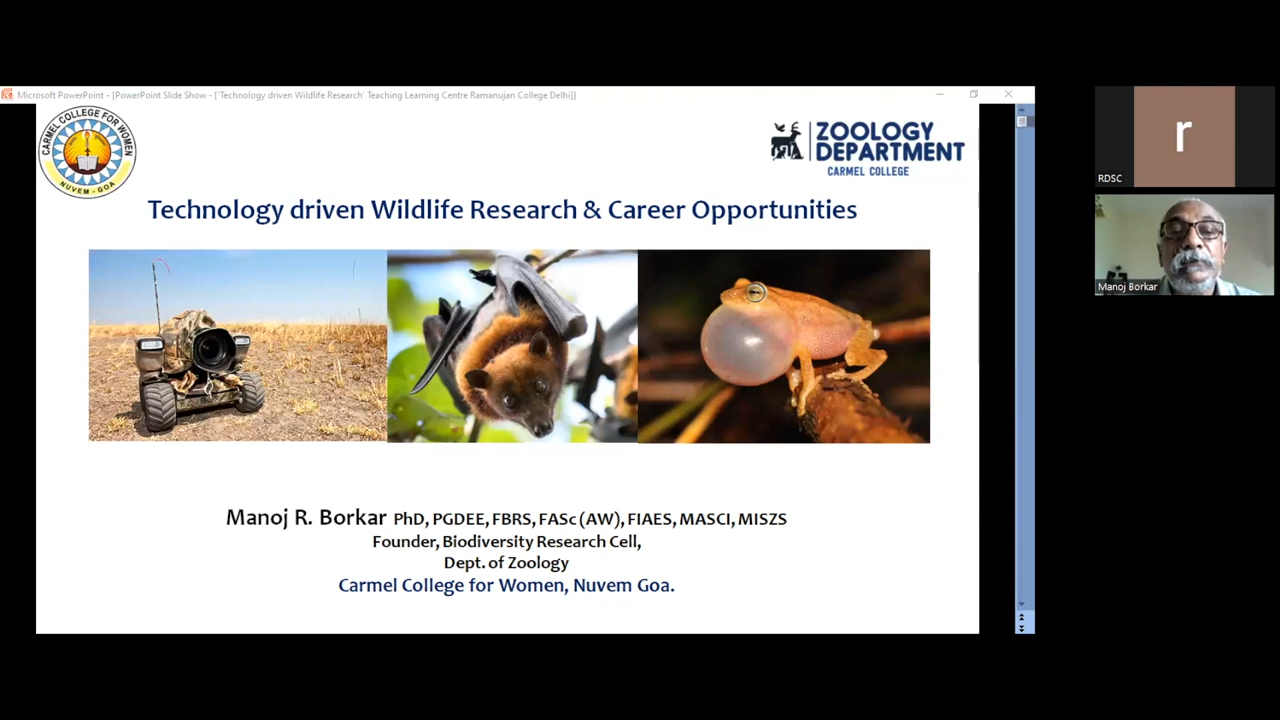 Microsoft PowerPoint - [PowerPoint Slide Show - ['Technology driven Wildlife Research' Teaching Learning Centre Ramanujan College Delhi]]
CARMEL COLLEGE FOR WOMEN
NUVEM - GOA
ZOOLOGY
DEPARTMENT
CARMEL COLLEGE
Technology driven Wildlife Research & Career Opportunities
Manoj R. Borkar PhD, PGDEE, FBRS, FASc (AW), FIAES, MASCI, MISZS
Founder, Biodiversity Research Cell,
Dept. of Zoology
Carmel College for Women, Nuvem Goa.
r
RDSC
Manoj Borkar